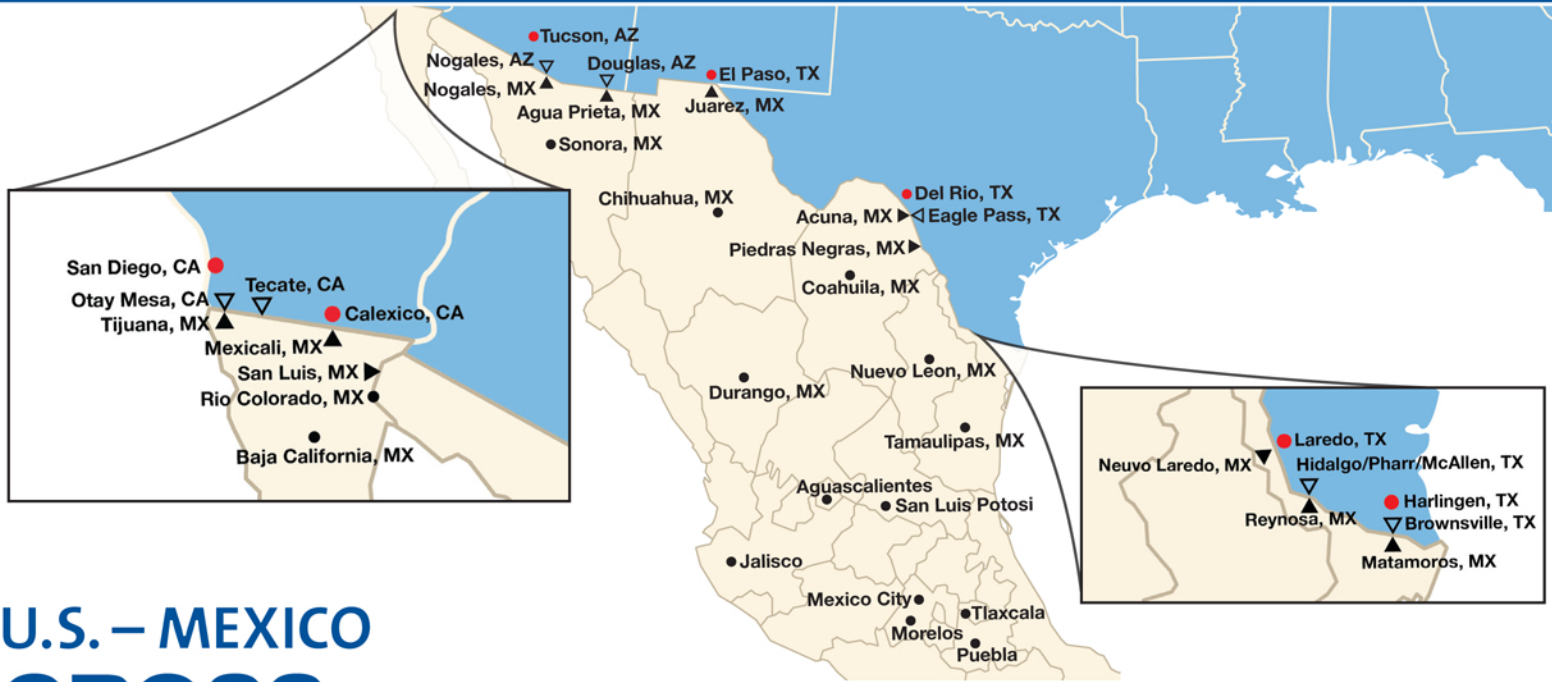 Tucson, AZ
Nogales, AZ
Douglas, AZ
El Paso, TX
Nogales, MX
Juarez, MX
Agua Prieta, MX
Sonora, MX
Chihuahua, MX
Del Rio, TX
Acuna, MX
Eagle Pass, TX
Piedras Negras, MX
Coahuila, MX
San Diego, CA
Tecate, CA
Otay Mesa, CA
Calexico, CA
Tijuana, MX
Mexicali, MX
San Luis, MX
Rio Colorado, MX
Baja California, MX
Nuevo Leon, MX
Durango, MX
Tamaulipas, MX
Laredo, TX
Neuvo Laredo, MX
Hidalgo/Pharr/McAllen, TX
Harlingen, TX
Reynosa, MX
Brownsville, TX
Matamoros, MX
Aguascalientes
San Luis Potosi
Jalisco
Mexico City
Tlaxcala
Morelos
Puebla
U.S. – MEXICO